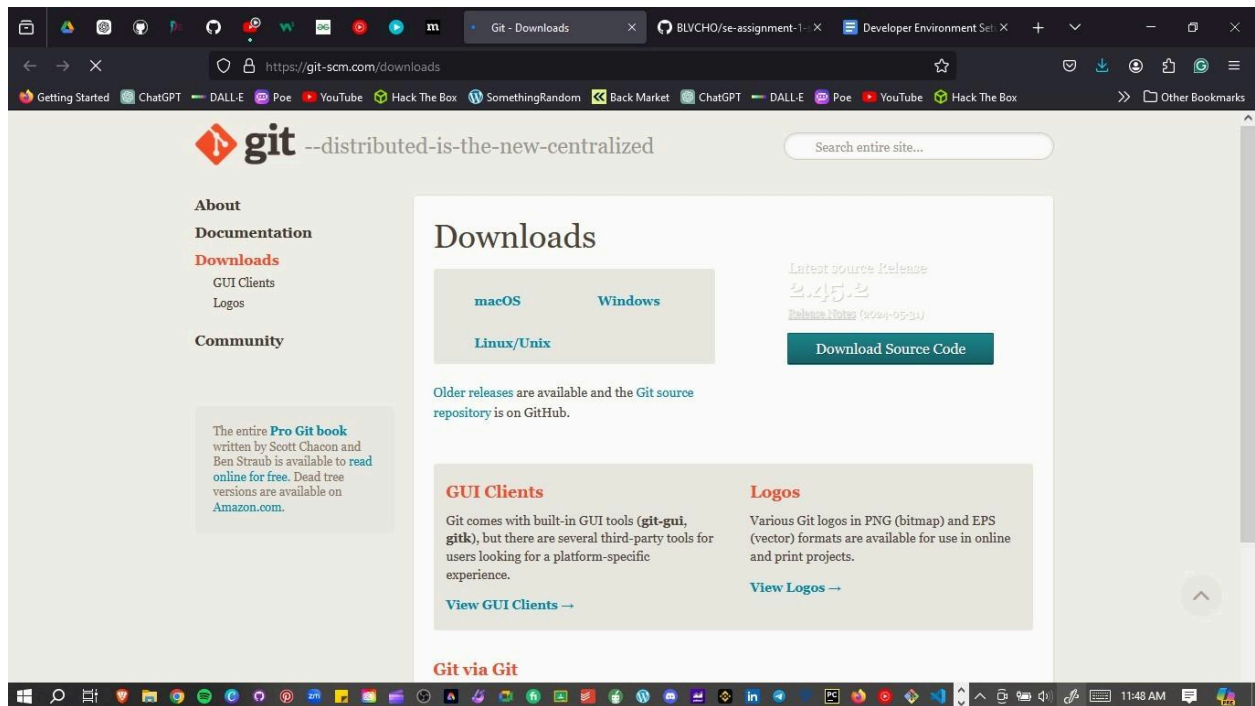 Git - Downloads
BLVCHO/se-assignment-1-
Developer Environment Set
https://git-scm.com/downloads
Getting Started ChatGPT DALL·E Poe YouTube Hack The Box SomethingRandom Back Market ChatGPT DALL·E Poe YouTube Hack The Box Other Bookmarks
git --distributed-is-the-new-centralized
Search entire site...
About
Documentation
Downloads
GUI Clients
Logos
Community
The entire Pro Git book
written by Scott Chacon and
Ben Straub is available to read
online for free. Dead tree
versions are available on
Amazon.com.
Downloads
macOS Windows
Linux/Unix
Older releases are available and the Git source
repository is on GitHub.
Latest source Release
2.45.2
Release Notes (2024-05-31)
Download Source Code
GUI Clients
Git comes with built-in GUI tools (git-gui,
gitk), but there are several third-party tools for
users looking for a platform-specific
experience.
View GUI Clients →
Logos
Various Git logos in PNG (bitmap) and EPS
(vector) formats are available for use in online
and print projects.
View Logos →
Git via Git
11:48 AM